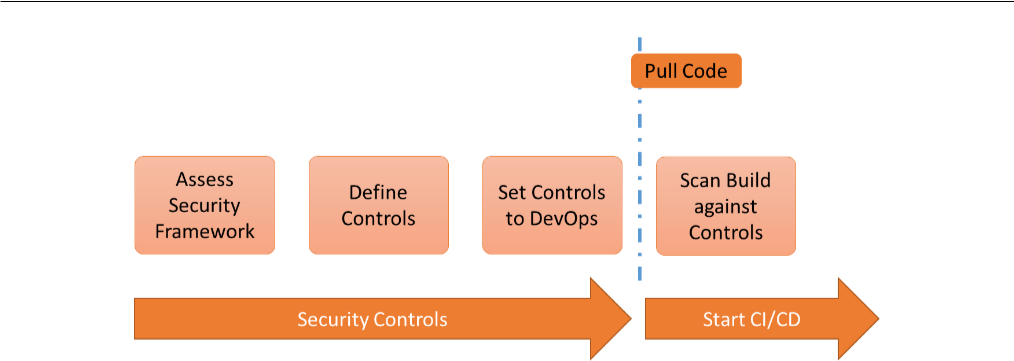 Pull Code
Assess
Security
Framework
Define
Controls
Set Controls
to DevOps
Scan Build
against
Controls
Security Controls
Start CI/CD